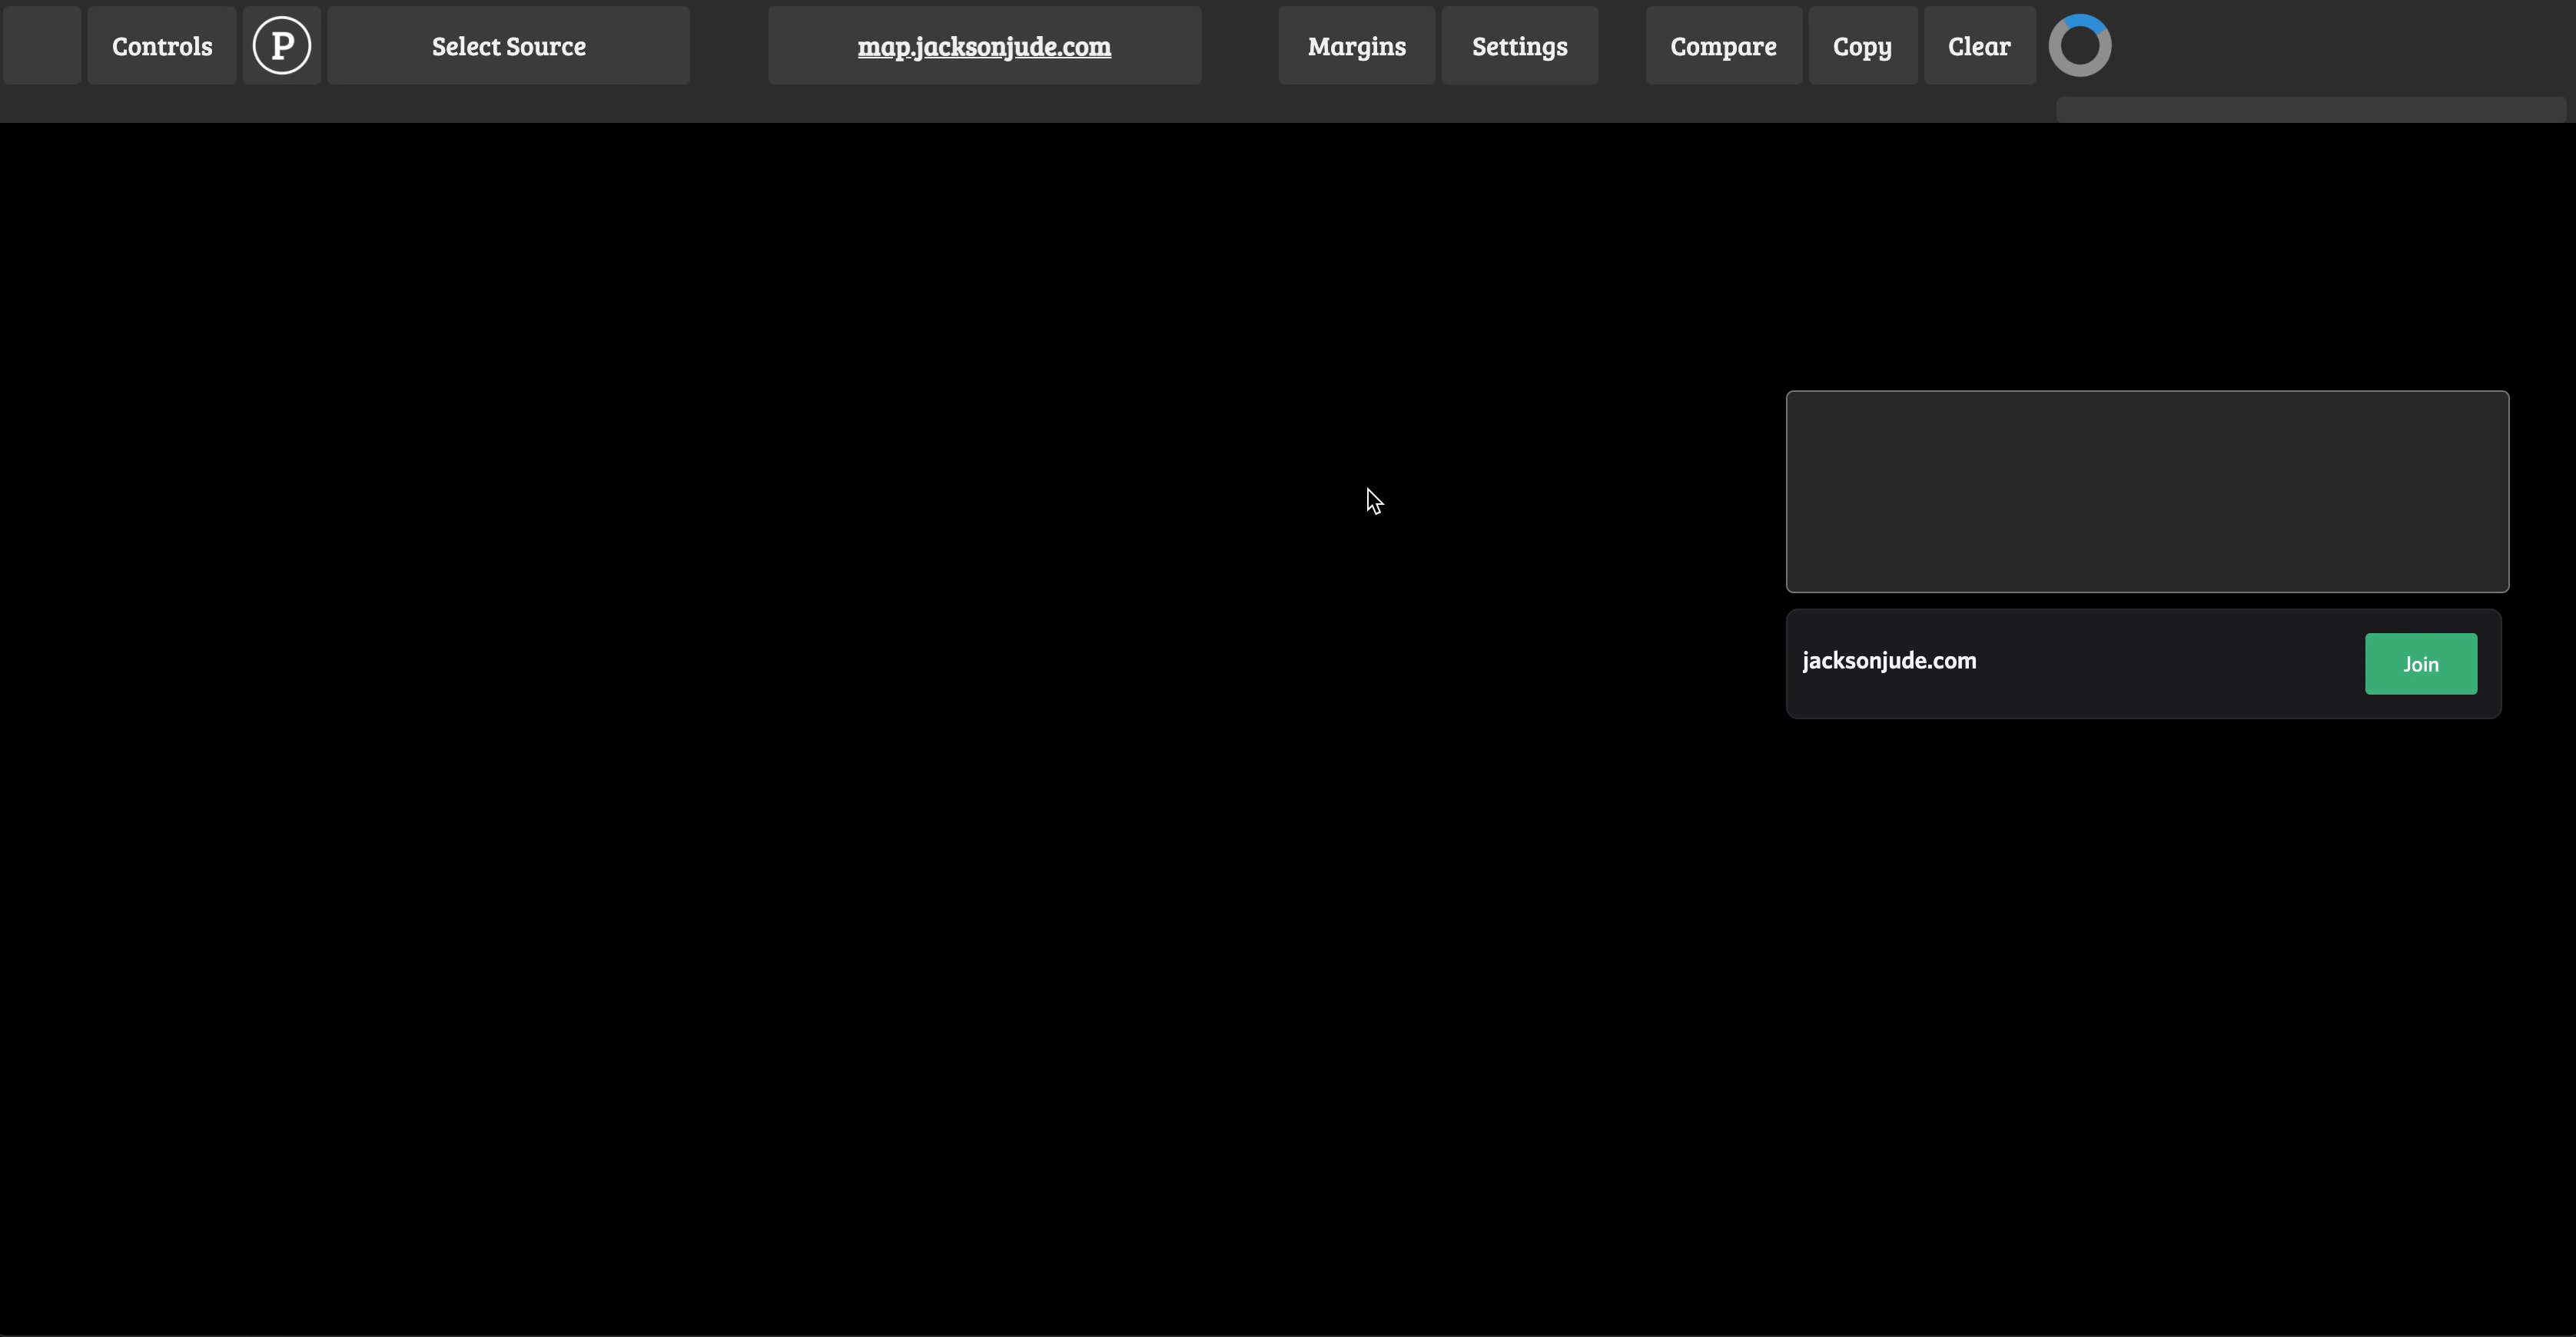 Controls
P
Select Source
map.jacksonjude.com
Margins
Settings
Compare
Copy
Clear
jacksonjude.com
Join